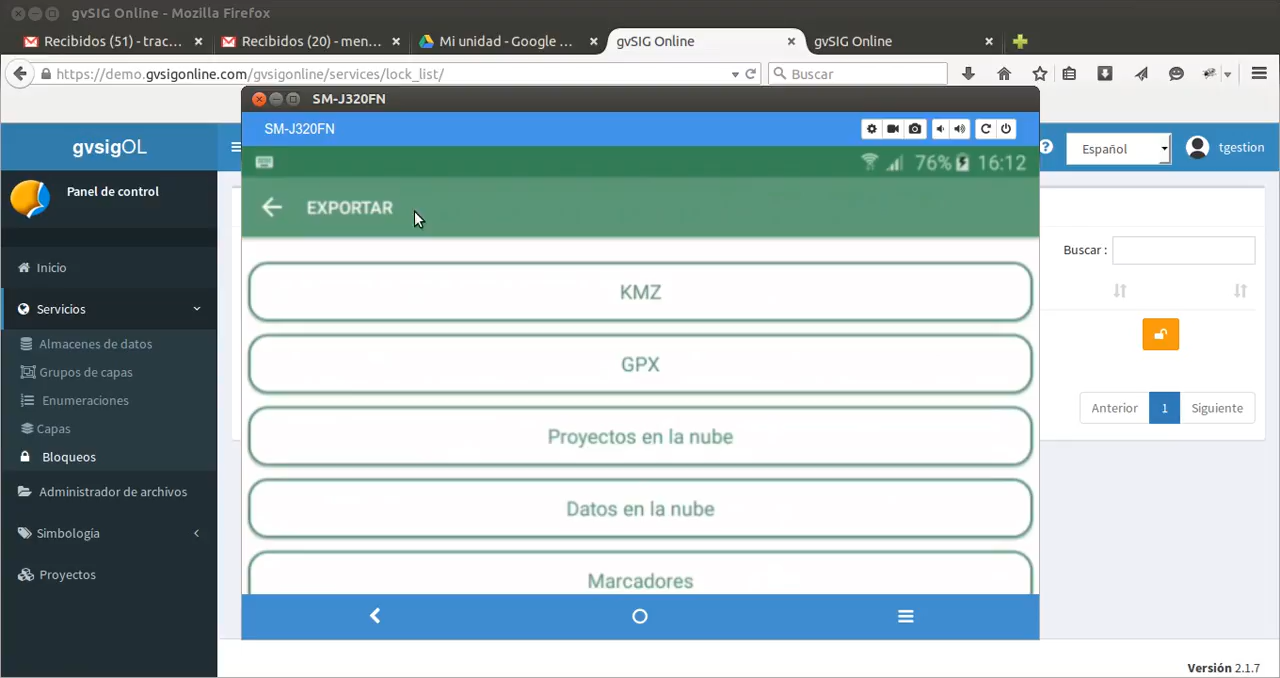 gvSIG Online - Mozilla Firefox
Recibidos (51) - trac...
Recibidos (20) - men...
Mi unidad - Google ...
gvSIG Online
gvSIG Online
https://demo.gvsigonline.com/gvsigonline/services/lock_list/
Buscar
SM-J320FN
SM-J320FN
gvsigOL
Español
tgestion
Panel de control
76% 16:12
EXPORTAR
Buscar :
Inicio
Servicios
Almacenes de datos
Grupos de capas
Enumeraciones
Capas
Bloqueos
Administrador de archivos
Simbología
Proyectos
KMZ
GPX
Proyectos en la nube
Datos en la nube
Marcadores
Anterior 1 Siguiente
Versión 2.1.7